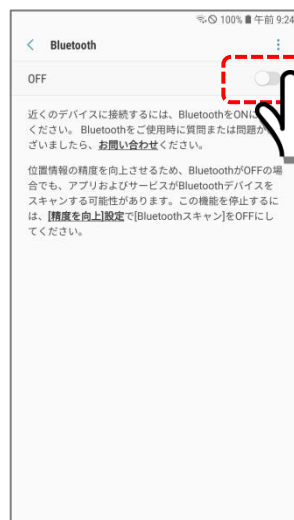 100% 午前 9:24
Bluetooth
OFF
近くのデバイスに接続するには、BluetoothをONに
ください。 Bluetoothをご使用時に質問または問題が
ざいましたら、お問い合わせください。
位置情報の精度を向上させるため、BluetoothがOFFの場
合でも、アプリおよびサービスがBluetoothデバイスを
スキャンする可能性があります。この機能を停止するに
は、[精度を向上]設定で[Bluetoothスキャン]をOFFにし
てください。